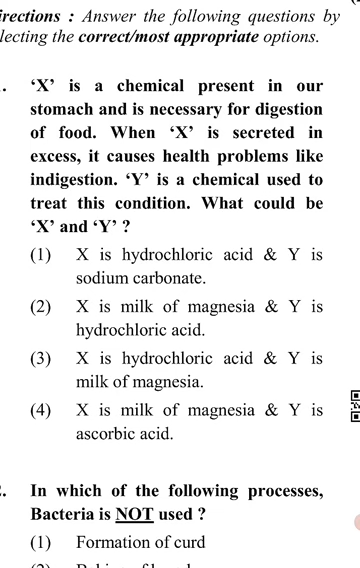 irections : Answer the following questions by
lecting the correct/most appropriate options.
. 'X' is a chemical present in our
stomach and is necessary for digestion
of food. When 'X' is secreted in
excess, it causes health problems like
indigestion. 'Y' is a chemical used to
treat this condition. What could be
'X' and 'Y' ?
(1) X is hydrochloric acid & Y is
sodium carbonate.
(2) X is milk of magnesia & Y is
hydrochloric acid.
(3) X is hydrochloric acid & Y is
milk of magnesia.
(4) X is milk of magnesia & Y is
ascorbic acid.
. In which of the following processes,
Bacteria is NOT used ?
(1) Formation of curd